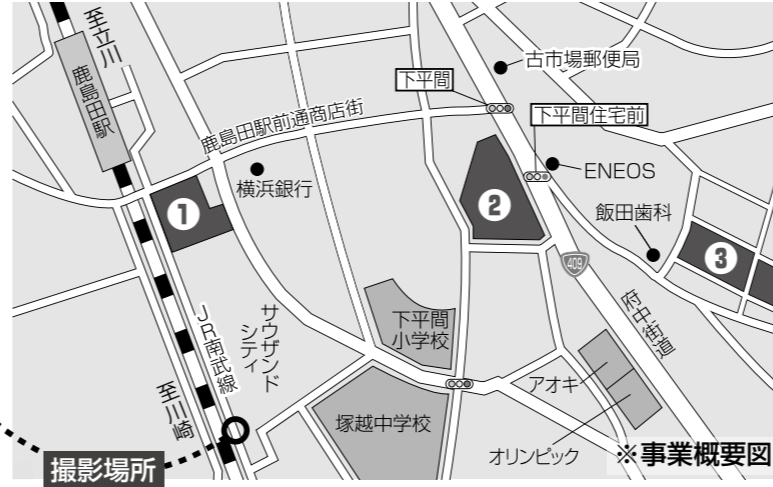 至立川
鹿島田駅
鹿島田駅前通商店街
下平間
古市場郵便局
下平間住宅前
ENEOS
横浜銀行
1
2
飯田歯科
3
409
府中街道
JR南武線
サウザンド
シティ
下平間
小学校
至川崎
塚越中学校
アオキ
オリンピック
※事業概要図
撮影場所